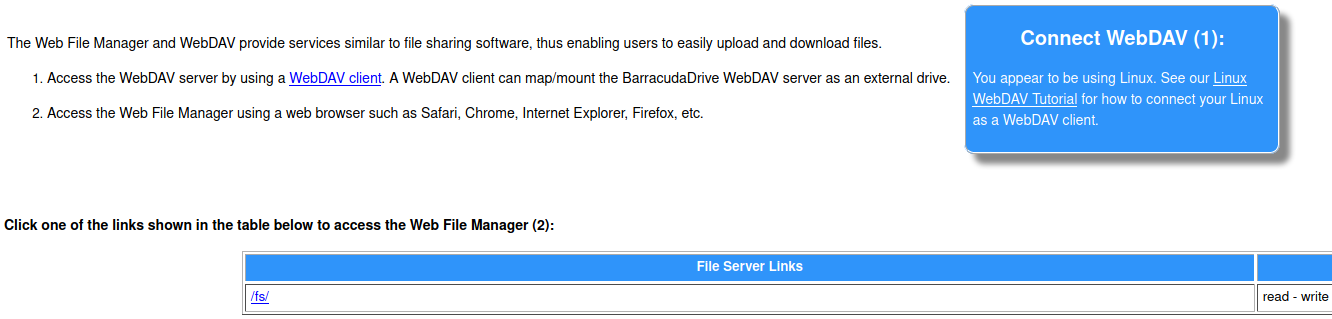 The Web File Manager and WebDAV provide services similar to file sharing software, thus enabling users to easily upload and download files.
1. Access the WebDAV server by using a WebDAV client. A WebDAV client can map/mount the BarracudaDrive WebDAV server as an external drive.
2. Access the Web File Manager using a web browser such as Safari, Chrome, Internet Explorer, Firefox, etc.
Connect WebDAV (1):
You appear to be using Linux. See our Linux
WebDAV Tutorial for how to connect your Linux
as a WebDAV client.
Click one of the links shown in the table below to access the Web File Manager (2):
File Server Links
/fs/
read - write